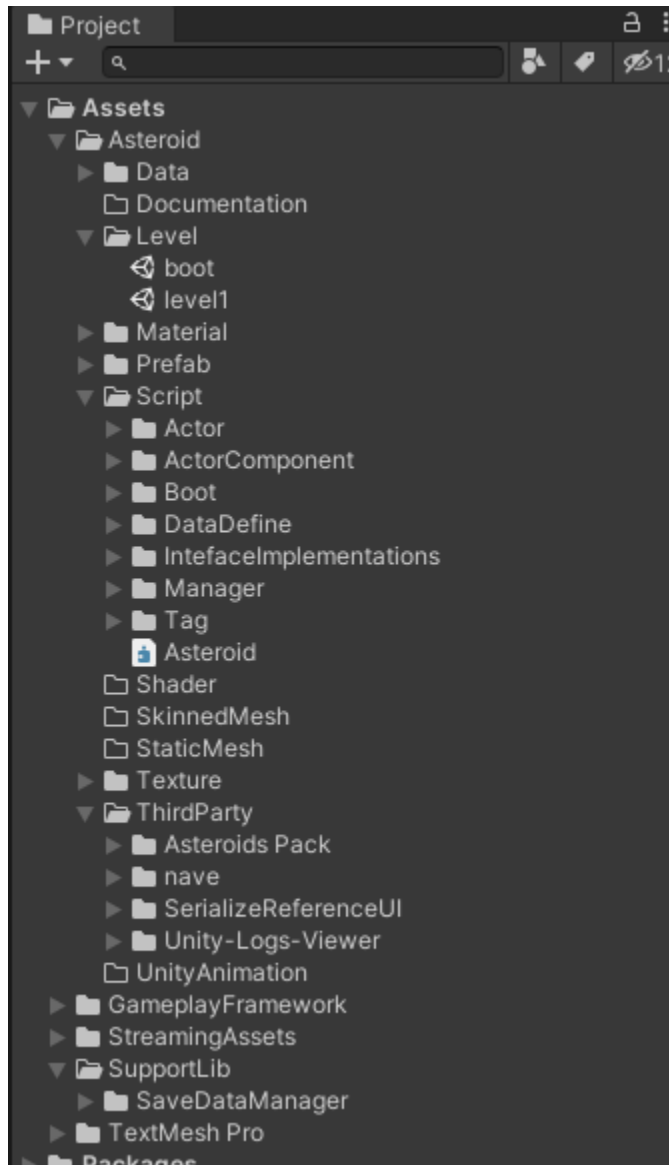 Project
12
Assets
Asteroid
Data
Documentation
Level
boot
level1
Material
Prefab
Script
Actor
ActorComponent
Boot
DataDefine
IntefaceImplementations
Manager
Tag
Asteroid
Shader
SkinnedMesh
StaticMesh
Texture
ThirdParty
Asteroids Pack
nave
SerializeReferenceUI
Unity-Logs-Viewer
UnityAnimation
GameplayFramework
StreamingAssets
SupportLib
SaveDataManager
TextMesh Pro
Packages